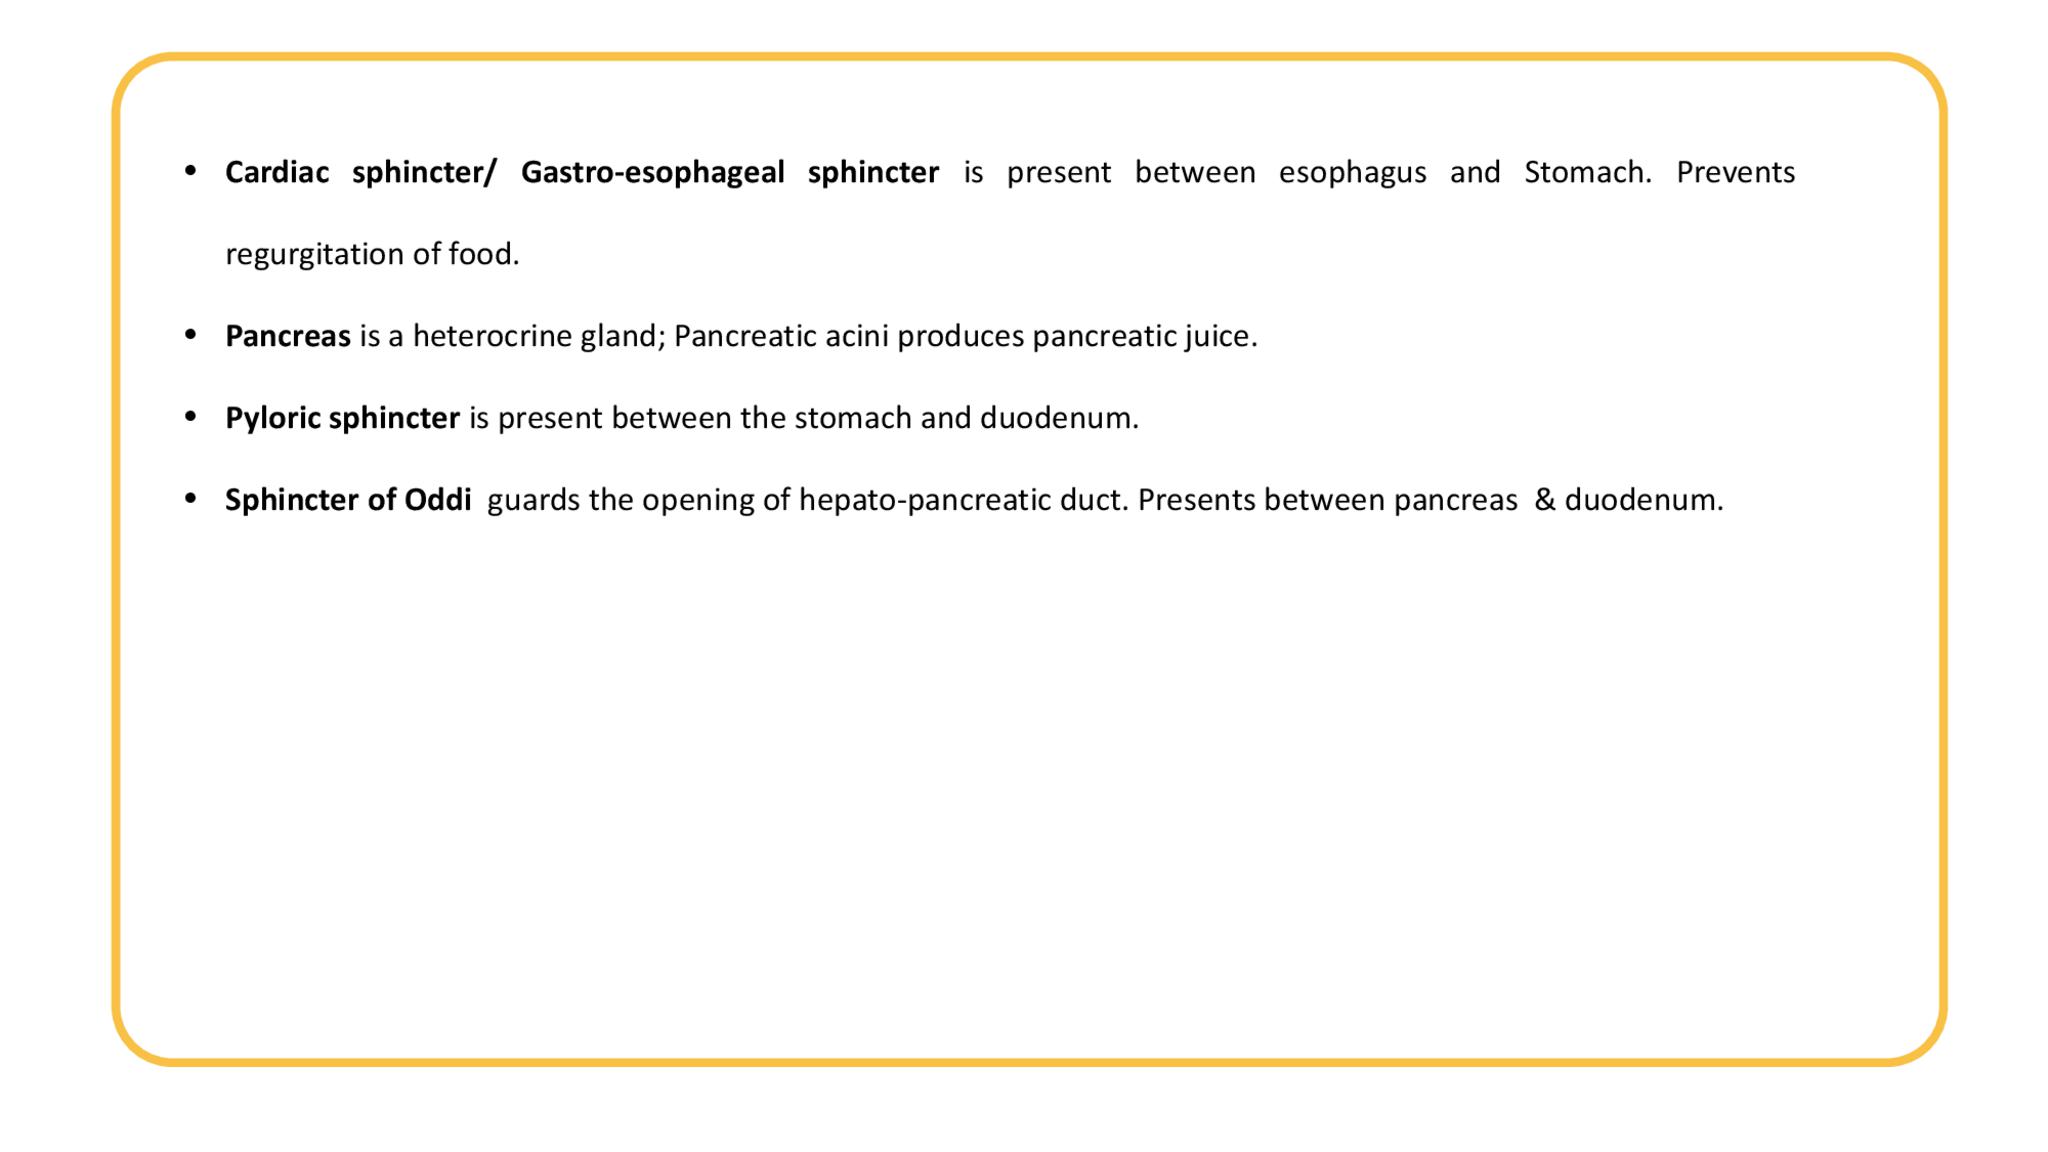 • Cardiac sphincter/ Gastro-esophageal sphincter is present between esophagus and Stomach. Prevents
regurgitation of food.
• Pancreas is a heterocrine gland; Pancreatic acini produces pancreatic juice.
• Pyloric sphincter is present between the stomach and duodenum.
• Sphincter of Oddi  guards the opening of hepato-pancreatic duct. Presents between pancreas  & duodenum.